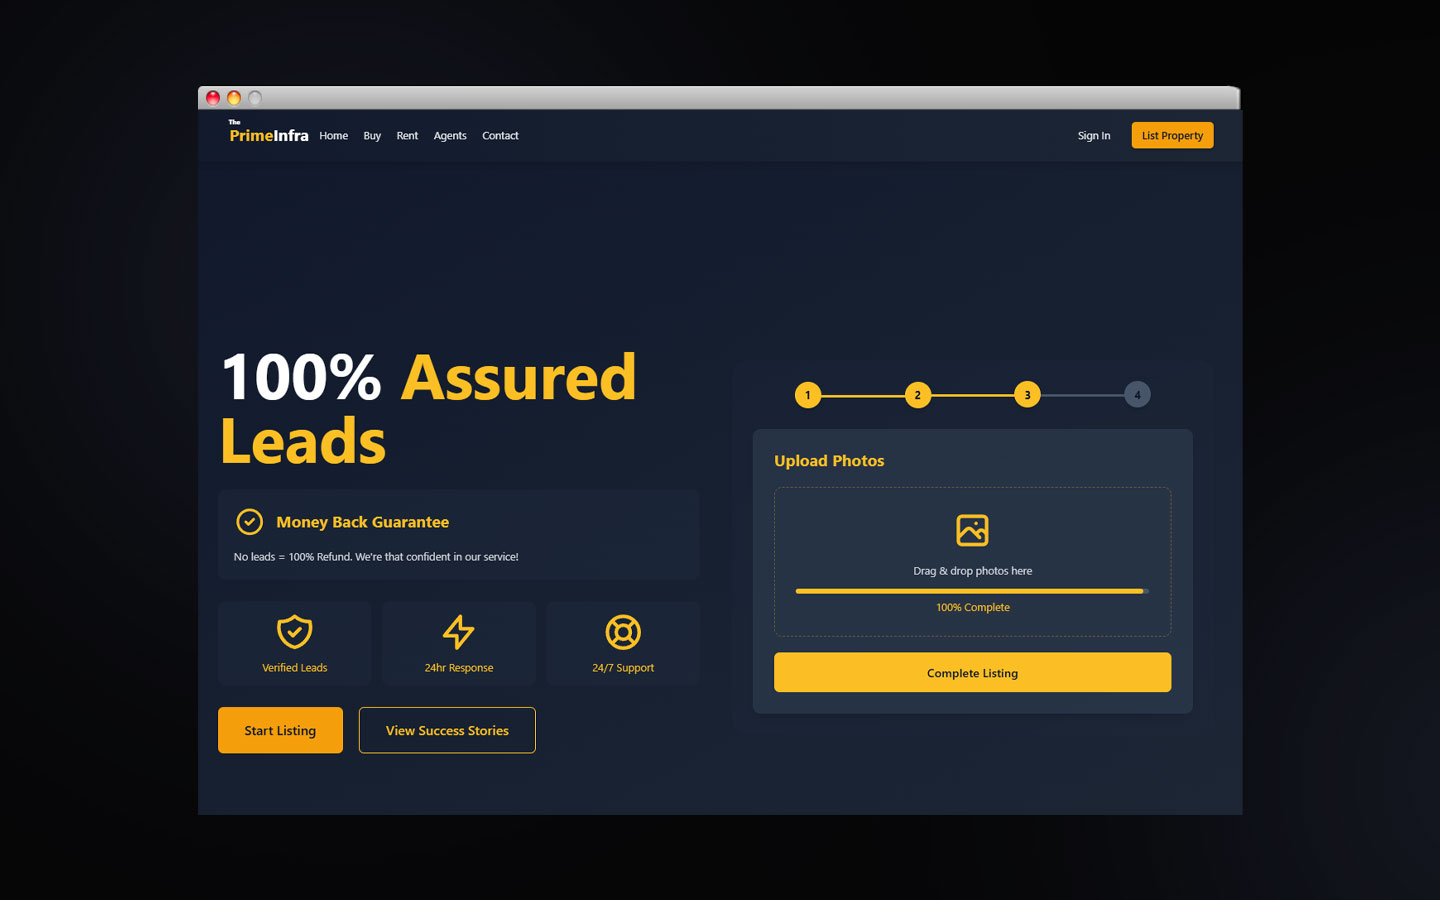 The
PrimeInfra Home Buy Rent Agents Contact Sign In List Property
100% Assured
Leads
Money Back Guarantee
No leads = 100% Refund. We're that confident in our service!
Verified Leads
24hr Response
24/7 Support
Start Listing
View Success Stories
1 2 3 4
Upload Photos
Drag & drop photos here
100% Complete
Complete Listing